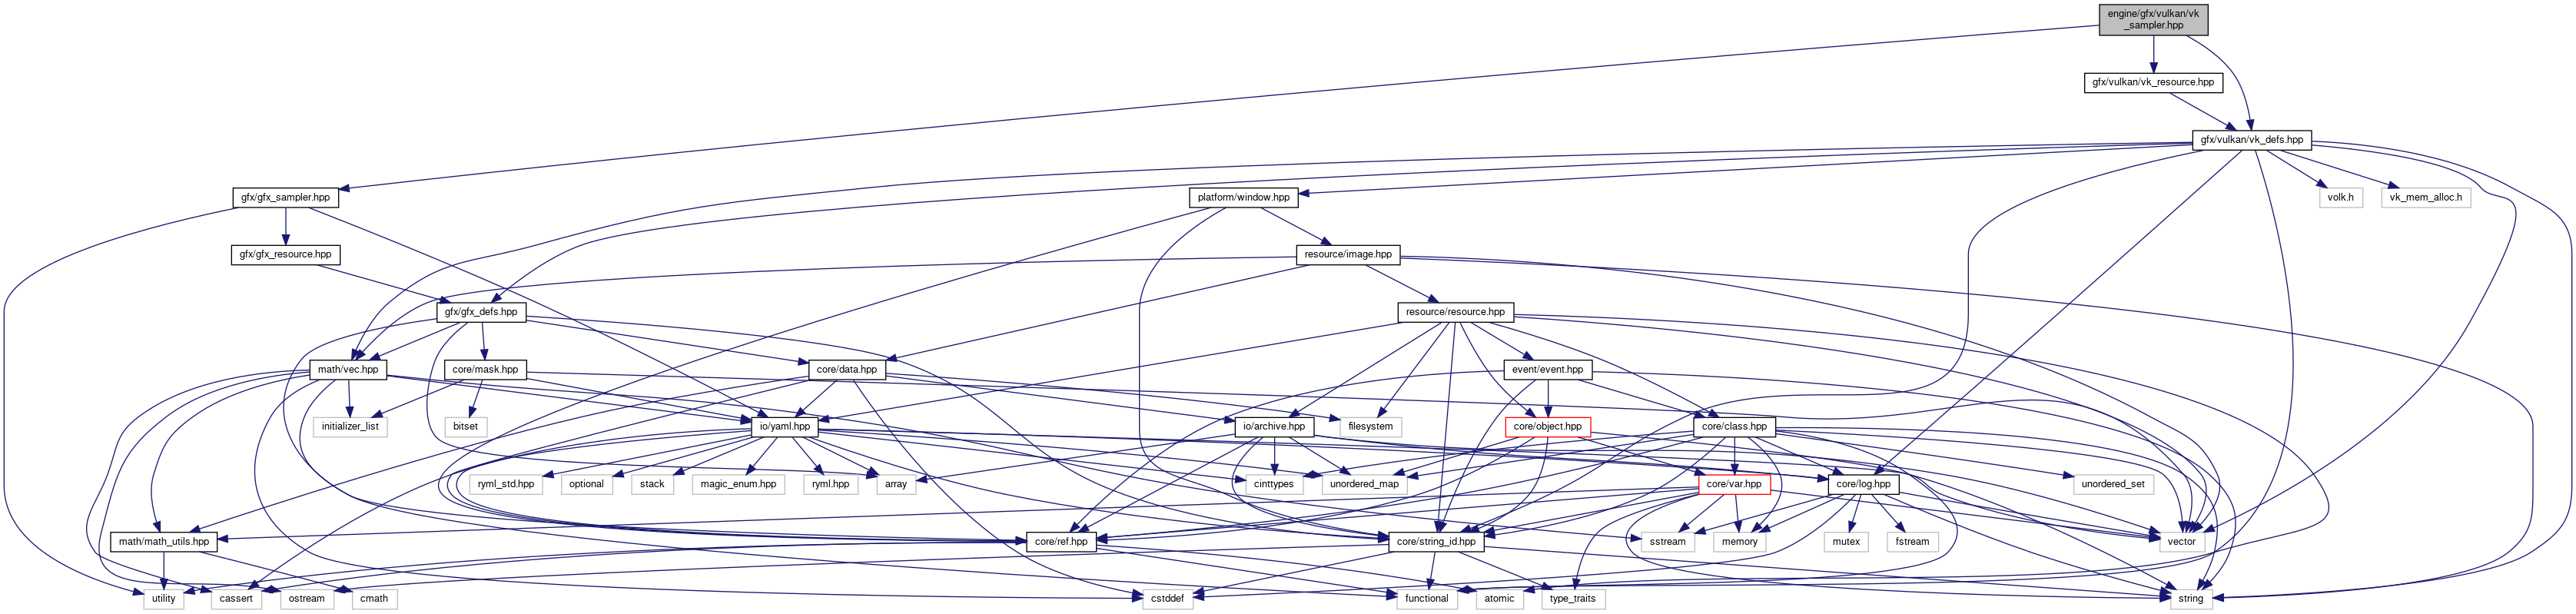 engine/gfx/vulkan/vk
_sampler.hpp
gfx/vulkan/vk_resource.hpp
gfx/vulkan/vk_defs.hpp
gfx/gfx_sampler.hpp
platform/window.hpp
volk.h
vk_mem_alloc.h
gfx/gfx_resource.hpp
resource/image.hpp
gfx/gfx_defs.hpp
resource/resource.hpp
math/vec.hpp
core/mask.hpp
core/data.hpp
event/event.hpp
initializer_list
bitset
io/yaml.hpp
filesystem
io/archive.hpp
core/object.hpp
core/class.hpp
ryml_std.hpp
optional
stack
magic_enum.hpp
ryml.hpp
array
cinttypes
unordered_map
core/var.hpp
core/log.hpp
unordered_set
math/math_utils.hpp
core/ref.hpp
core/string_id.hpp
sstream
memory
mutex
fstream
vector
utility
cassert
ostream
cmath
cstddef
functional
atomic
type_traits
string